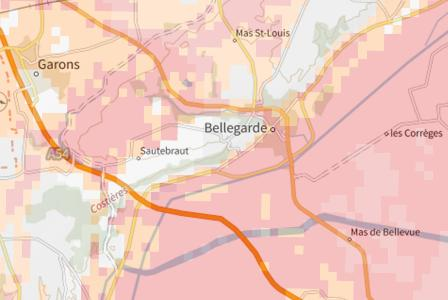 Mas St-Louis
Garons
Bellegarde
les Corrèges
Sautebraut
A54
Costières
Mas de Bellevue